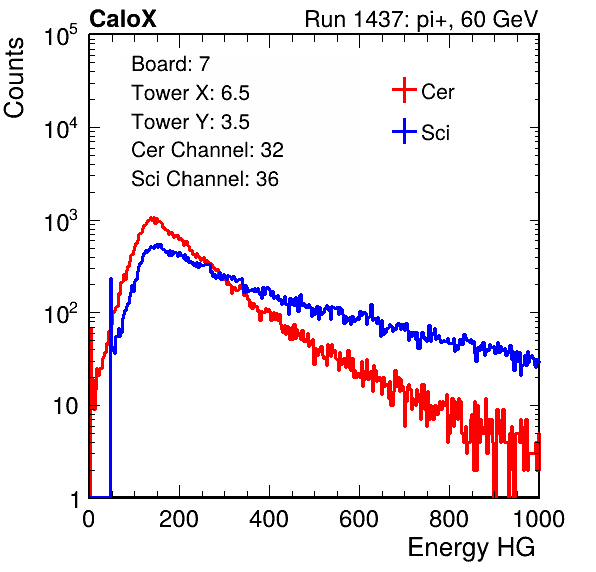 CaloX Run 1437: pi+, 60 GeV
Counts
Board: 7
Tower X: 6.5
Tower Y: 3.5
Cer Channel: 32
Sci Channel: 36
Cer
Sci
10^5
10^4
10^3
10^2
10
1
0 200 400 600 800 1000
Energy HG